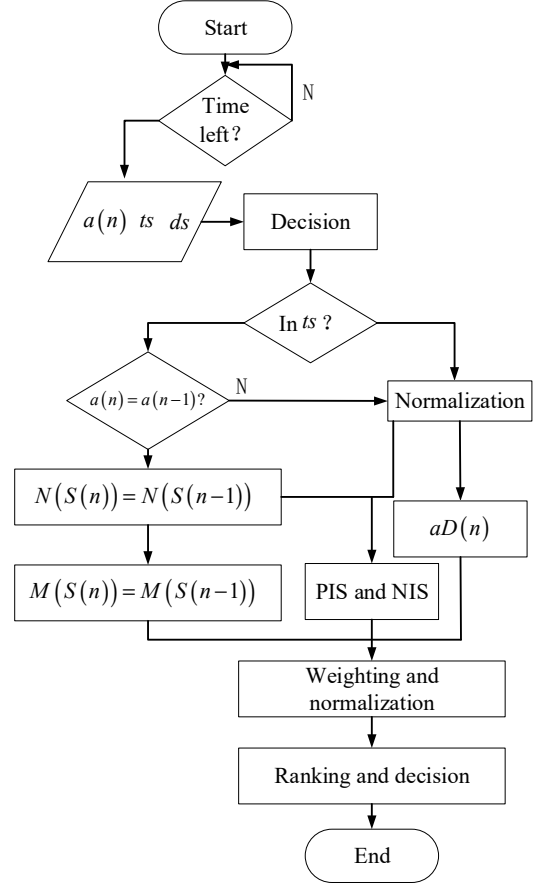 Start
N
Time
left?
a(n) ts ds
Decision
In ts?
a(n)=a(n−1)?
N
Normalization
N(S(n))=N(S(n−1))
aD(n)
M(S(n))=M(S(n−1))
PIS and NIS
Weighting and
normalization
Ranking and decision
End